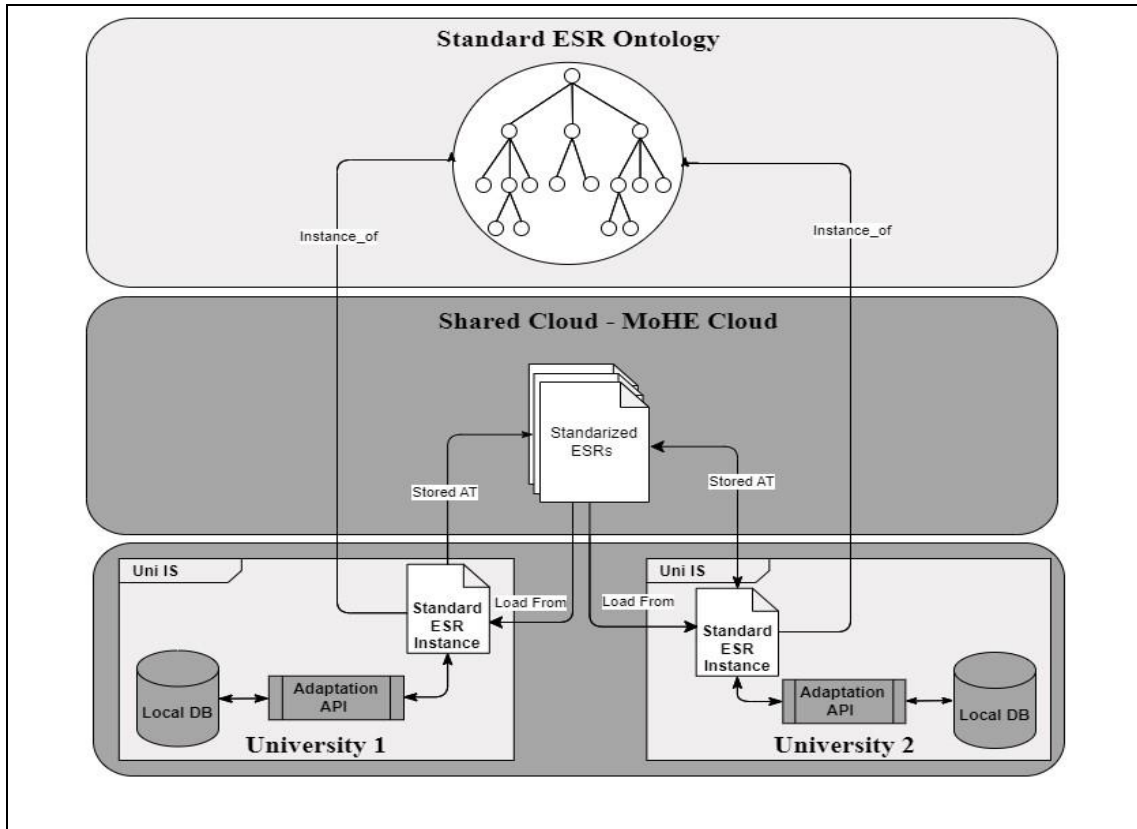 Standard ESR Ontology
Instance_of
Instance_of
Shared Cloud - MoHE Cloud
Standarized
ESRs
Stored AT
Stored AT
Uni IS
Standard
ESR
Instance
Load From
Local DB
Adaptation
API
University 1
Load From
Uni IS
Standard
ESR
Instance
Adaptation
API
Local DB
University 2